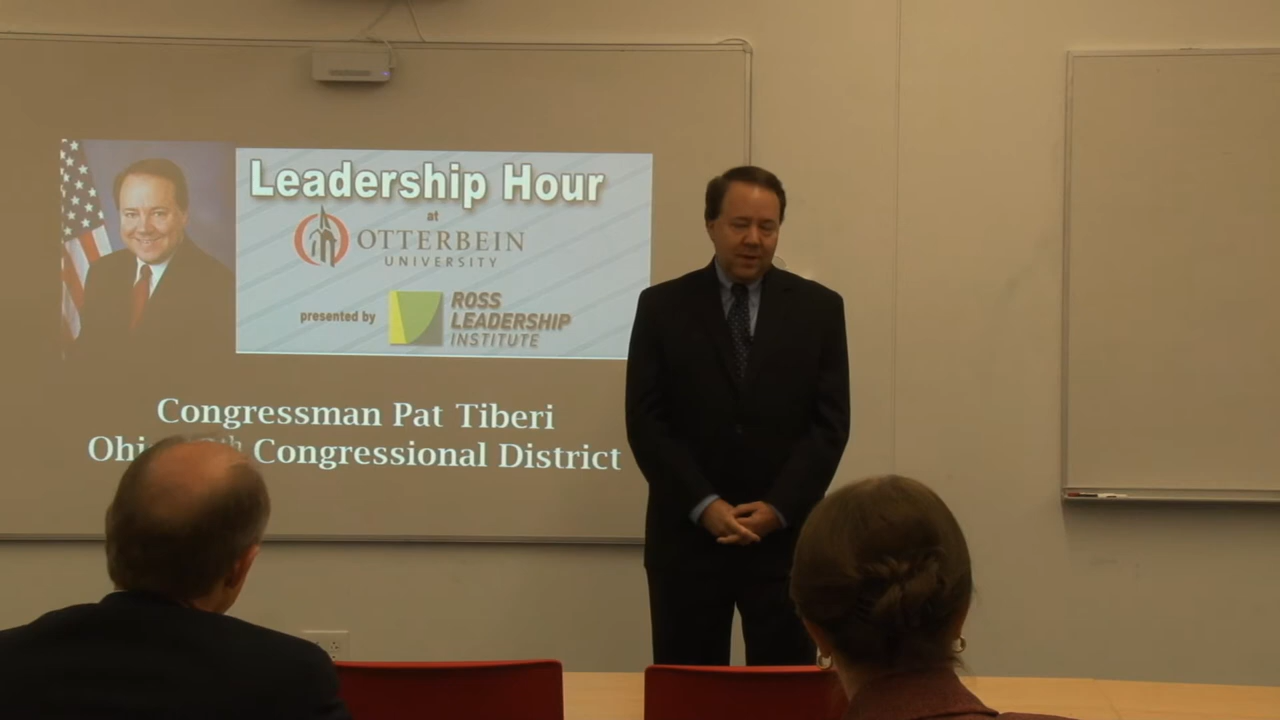 Leadership Hour
at
OTTERBEIN
UNIVERSITY
presented by
ROSS
LEADERSHIP
INSTITUTE
Congressman Pat Tiberi
Congressional District